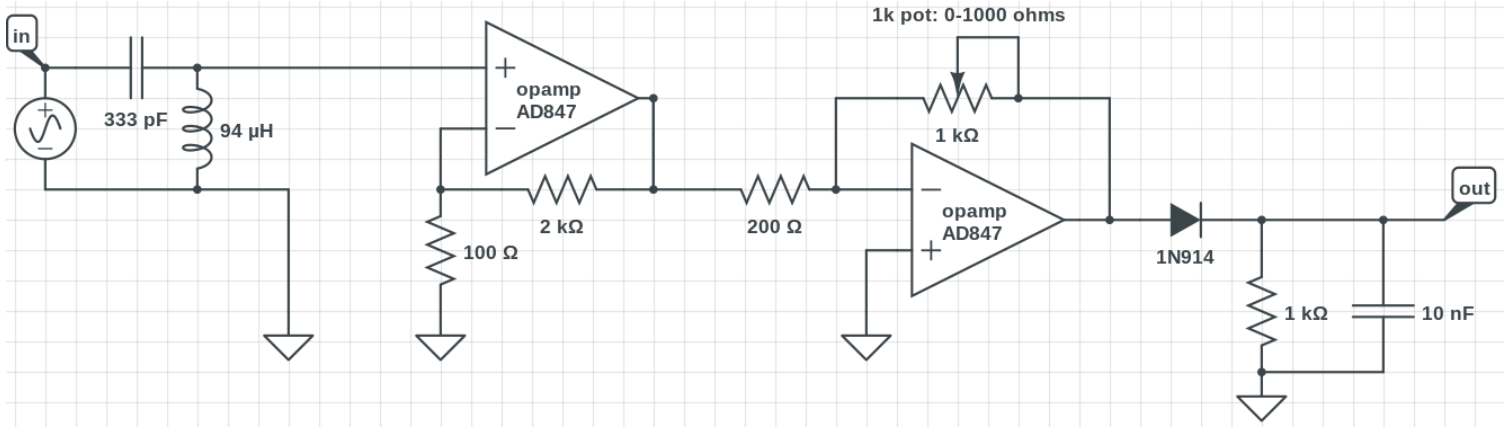 1k pot: 0-1000 ohms
in
opamp
AD847
333 pF
94 µH
1 kΩ
out
2 kΩ
200 Ω
opamp
AD847
100 Ω
1N914
1 kΩ
10 nF